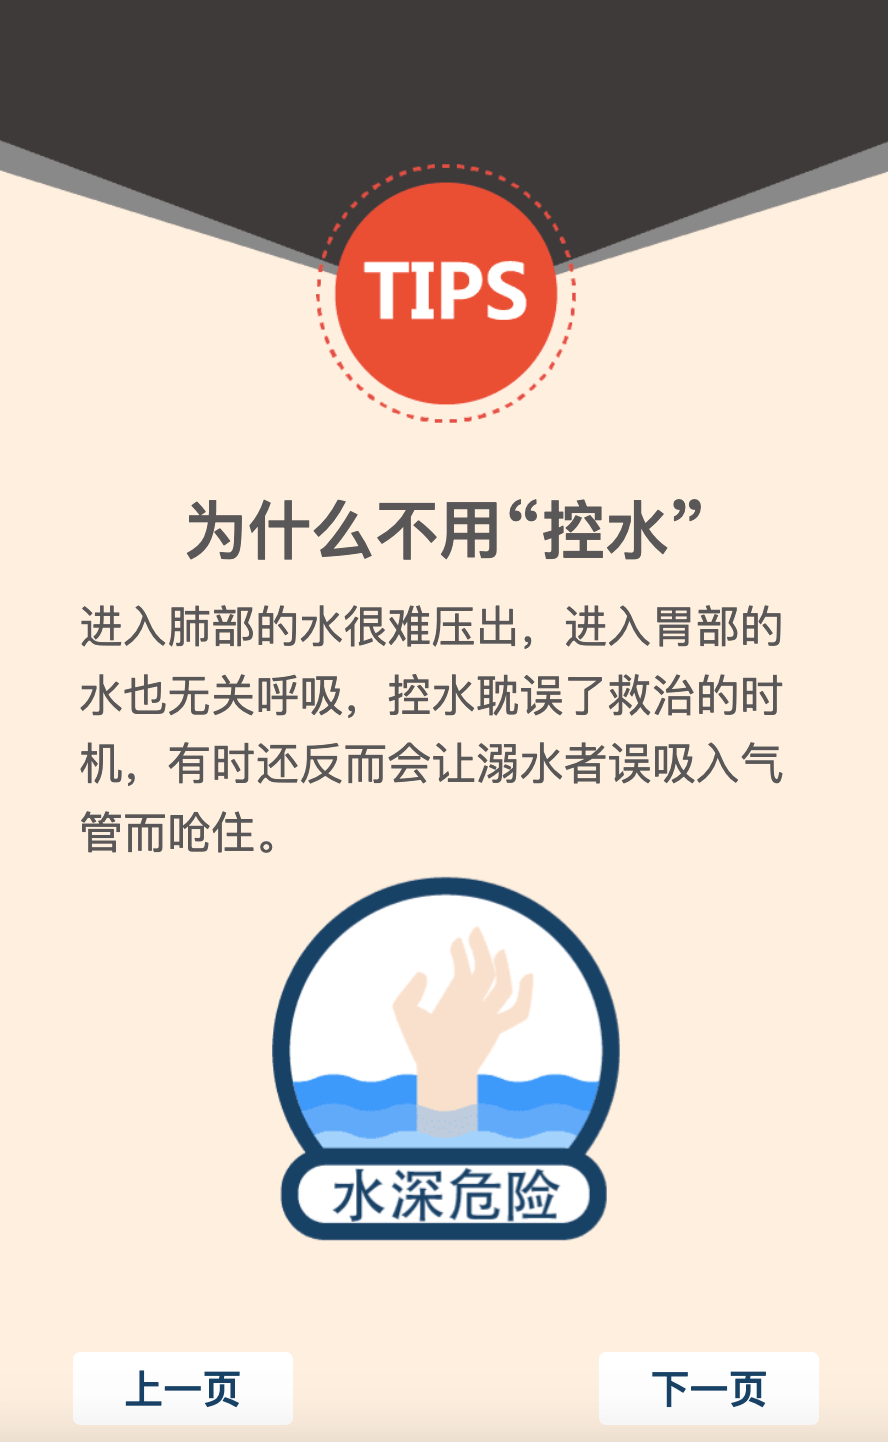 TIPS
为什么不用“控水”
进入肺部的水很难压出，进入胃部的
水也无关呼吸，控水耽误了救治的时
机，有时还反而会让溺水者误吸入气
管而呛住。
水深危险
上一页
下一页